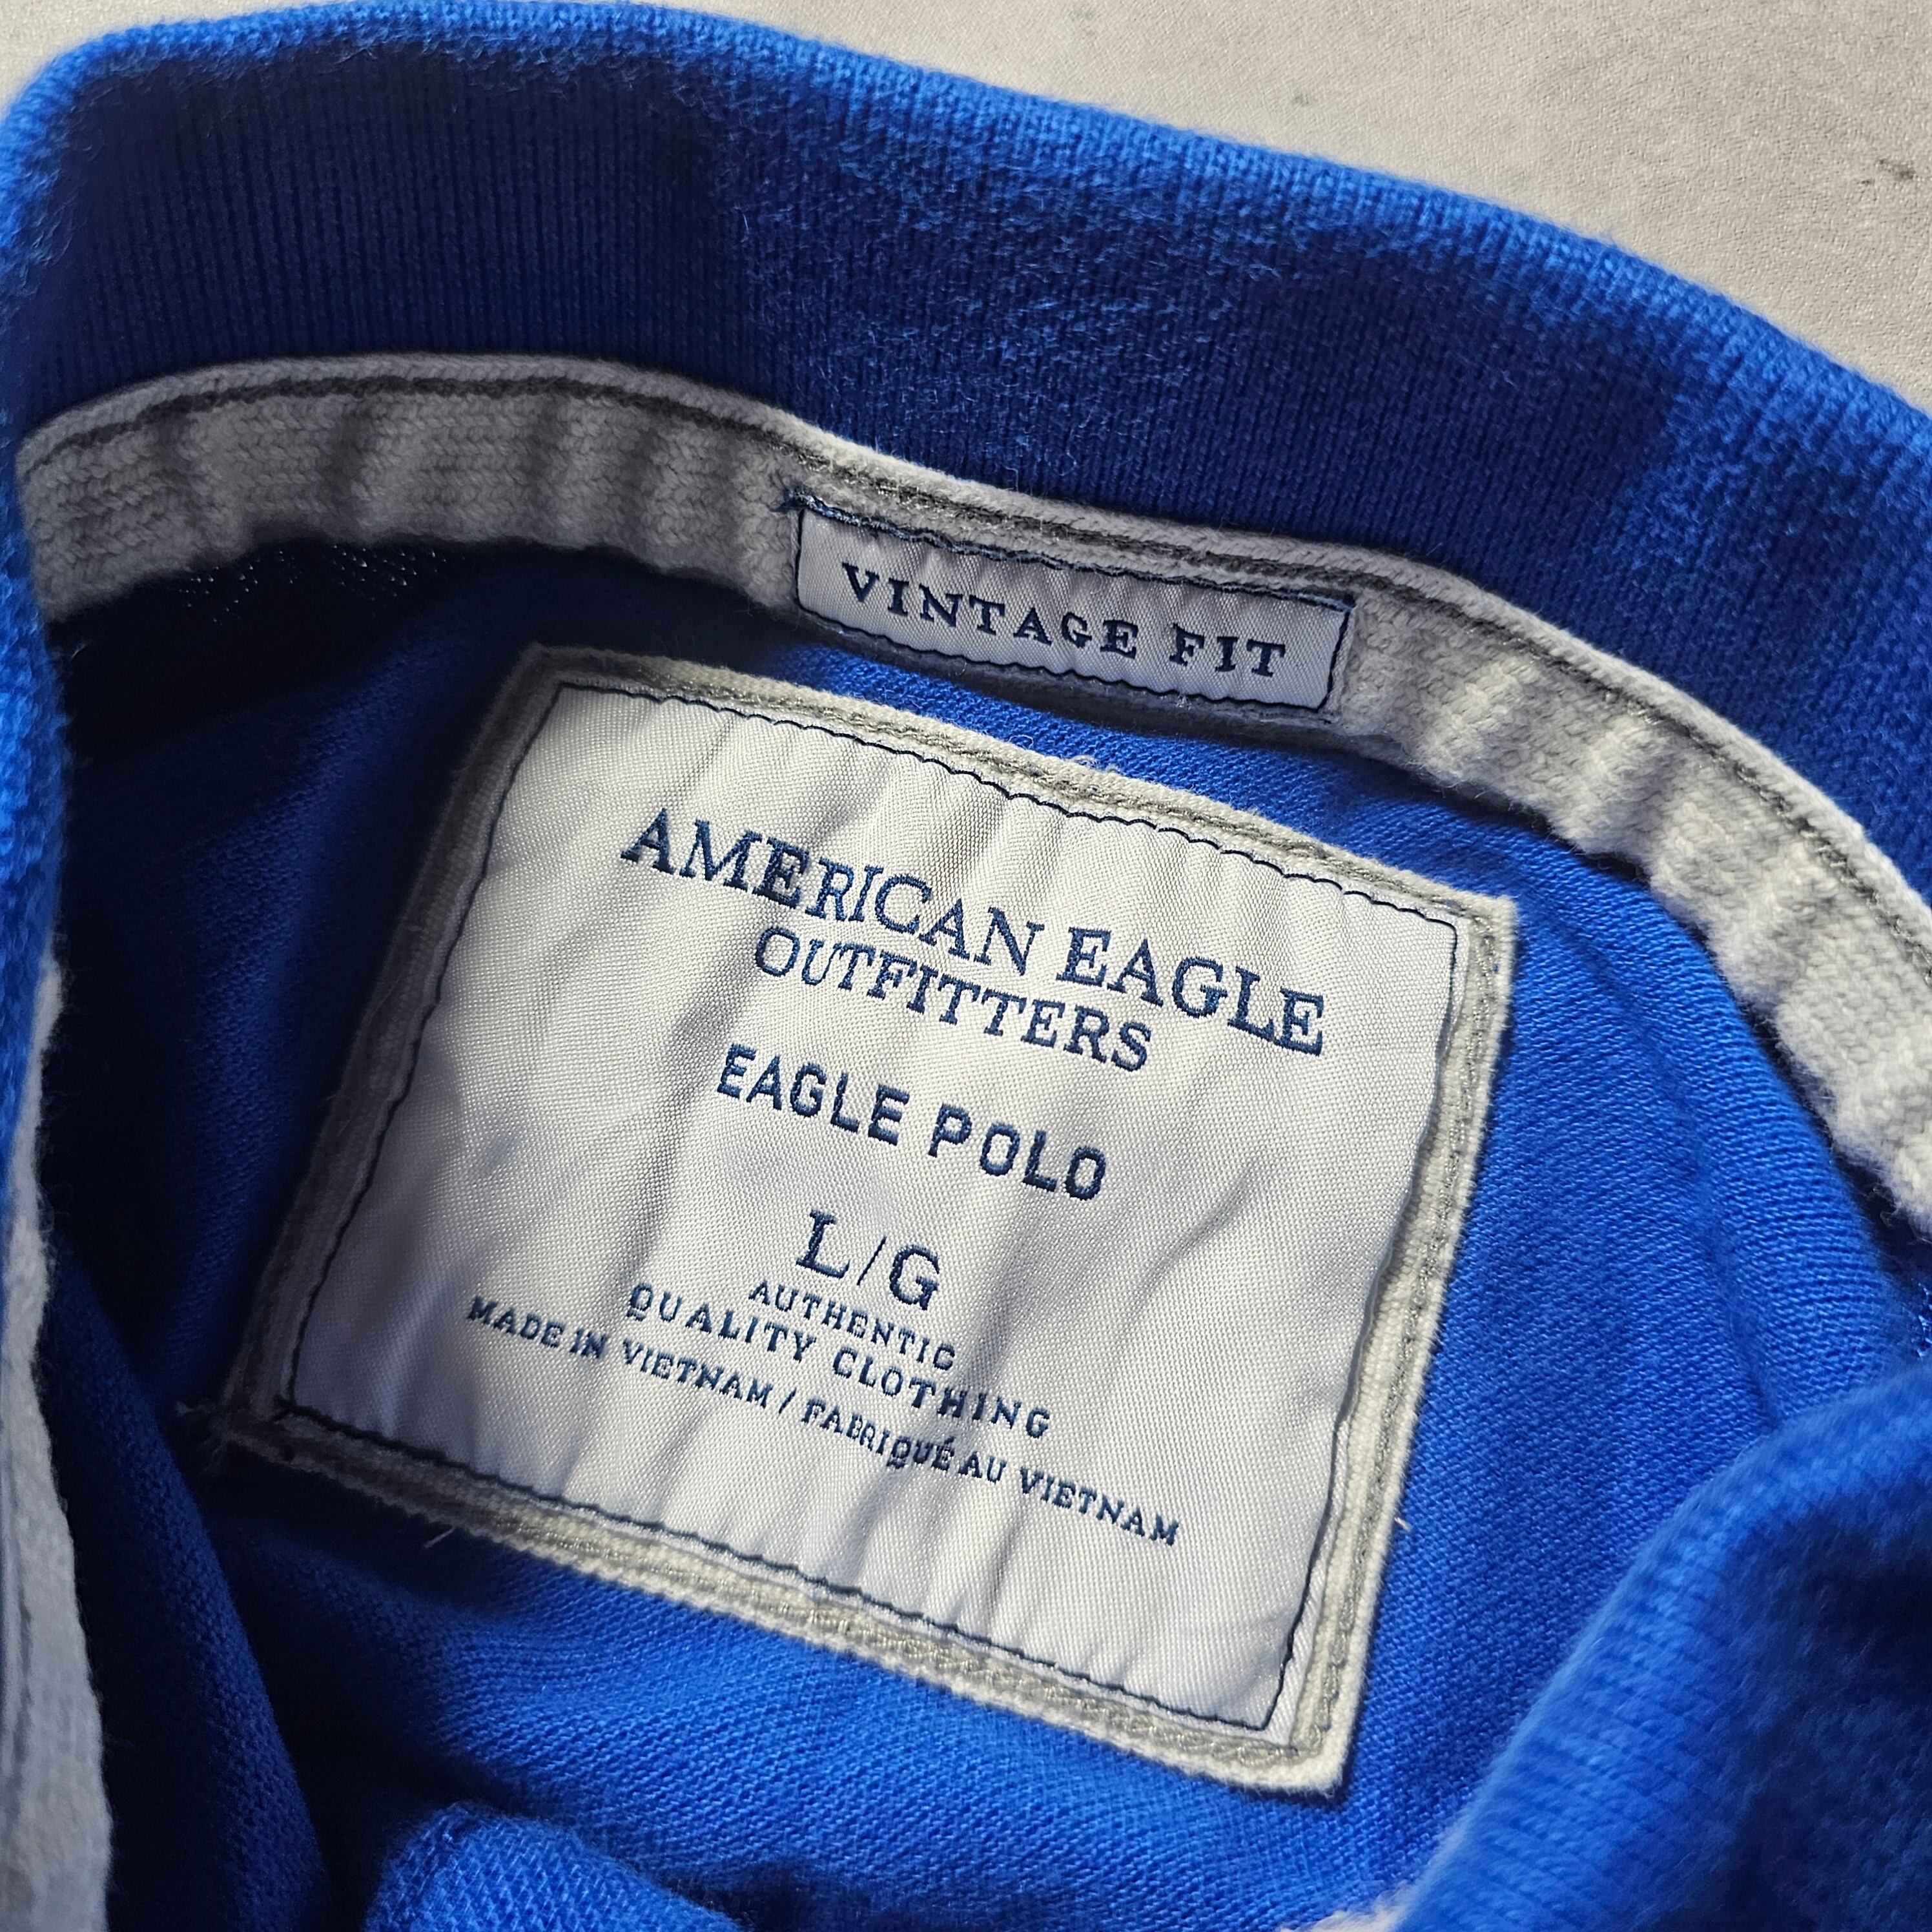 VINTAGE FIT
AMERICAN EAGLE
OUTFITTERS
EAGLE POLO
L/G
AUTHENTIC
QUALITY CLOTHING
MADE IN VIETNAM / FABRIQUÉ AU VIETNAM